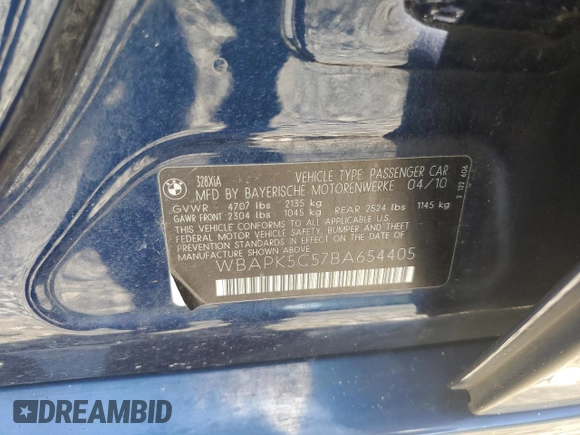 BMW
328XiA VEHICLE TYPE PASSENGER CAR
MFD BY BAYERISCHE MOTORENWERKE 04/10
GVWR 4707 lbs 2135 kg
GAWR FRONT 2304 lbs 1045 kg REAR 2524 lbs 1145 kg
THIS VEHICLE CONFORMS TO ALL APPLICABLE U.S.
FEDERAL MOTOR VEHICLE SAFETY, BUMPER AND
THEFT PREVENTION STANDARDS IN EFFECT ON THE
DATE OF MANUFACTURE SHOWN ABOVE.
WBAPK5C57BA654405
DREAMBID